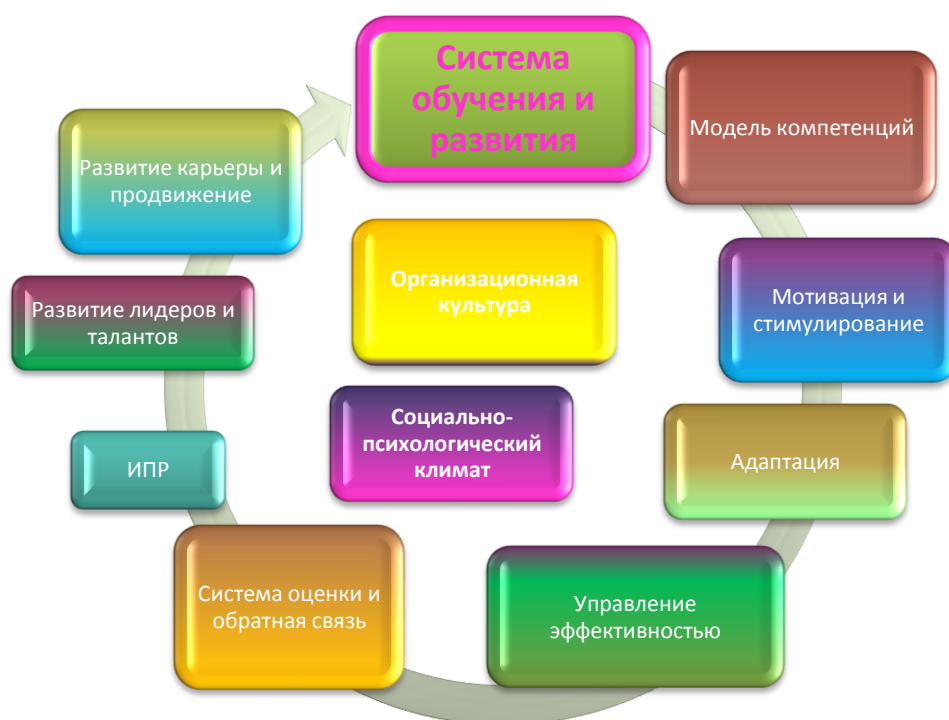 Система
обучения и
развития
Модель компетенций
Мотивация и
стимулирование
Адаптация
Управление
эффективностью
Система оценки и
обратная связь
ИПР
Развитие лидеров и
талантов
Развитие карьеры и
продвижение
Организационная
культура
Социально-
психологический
климат